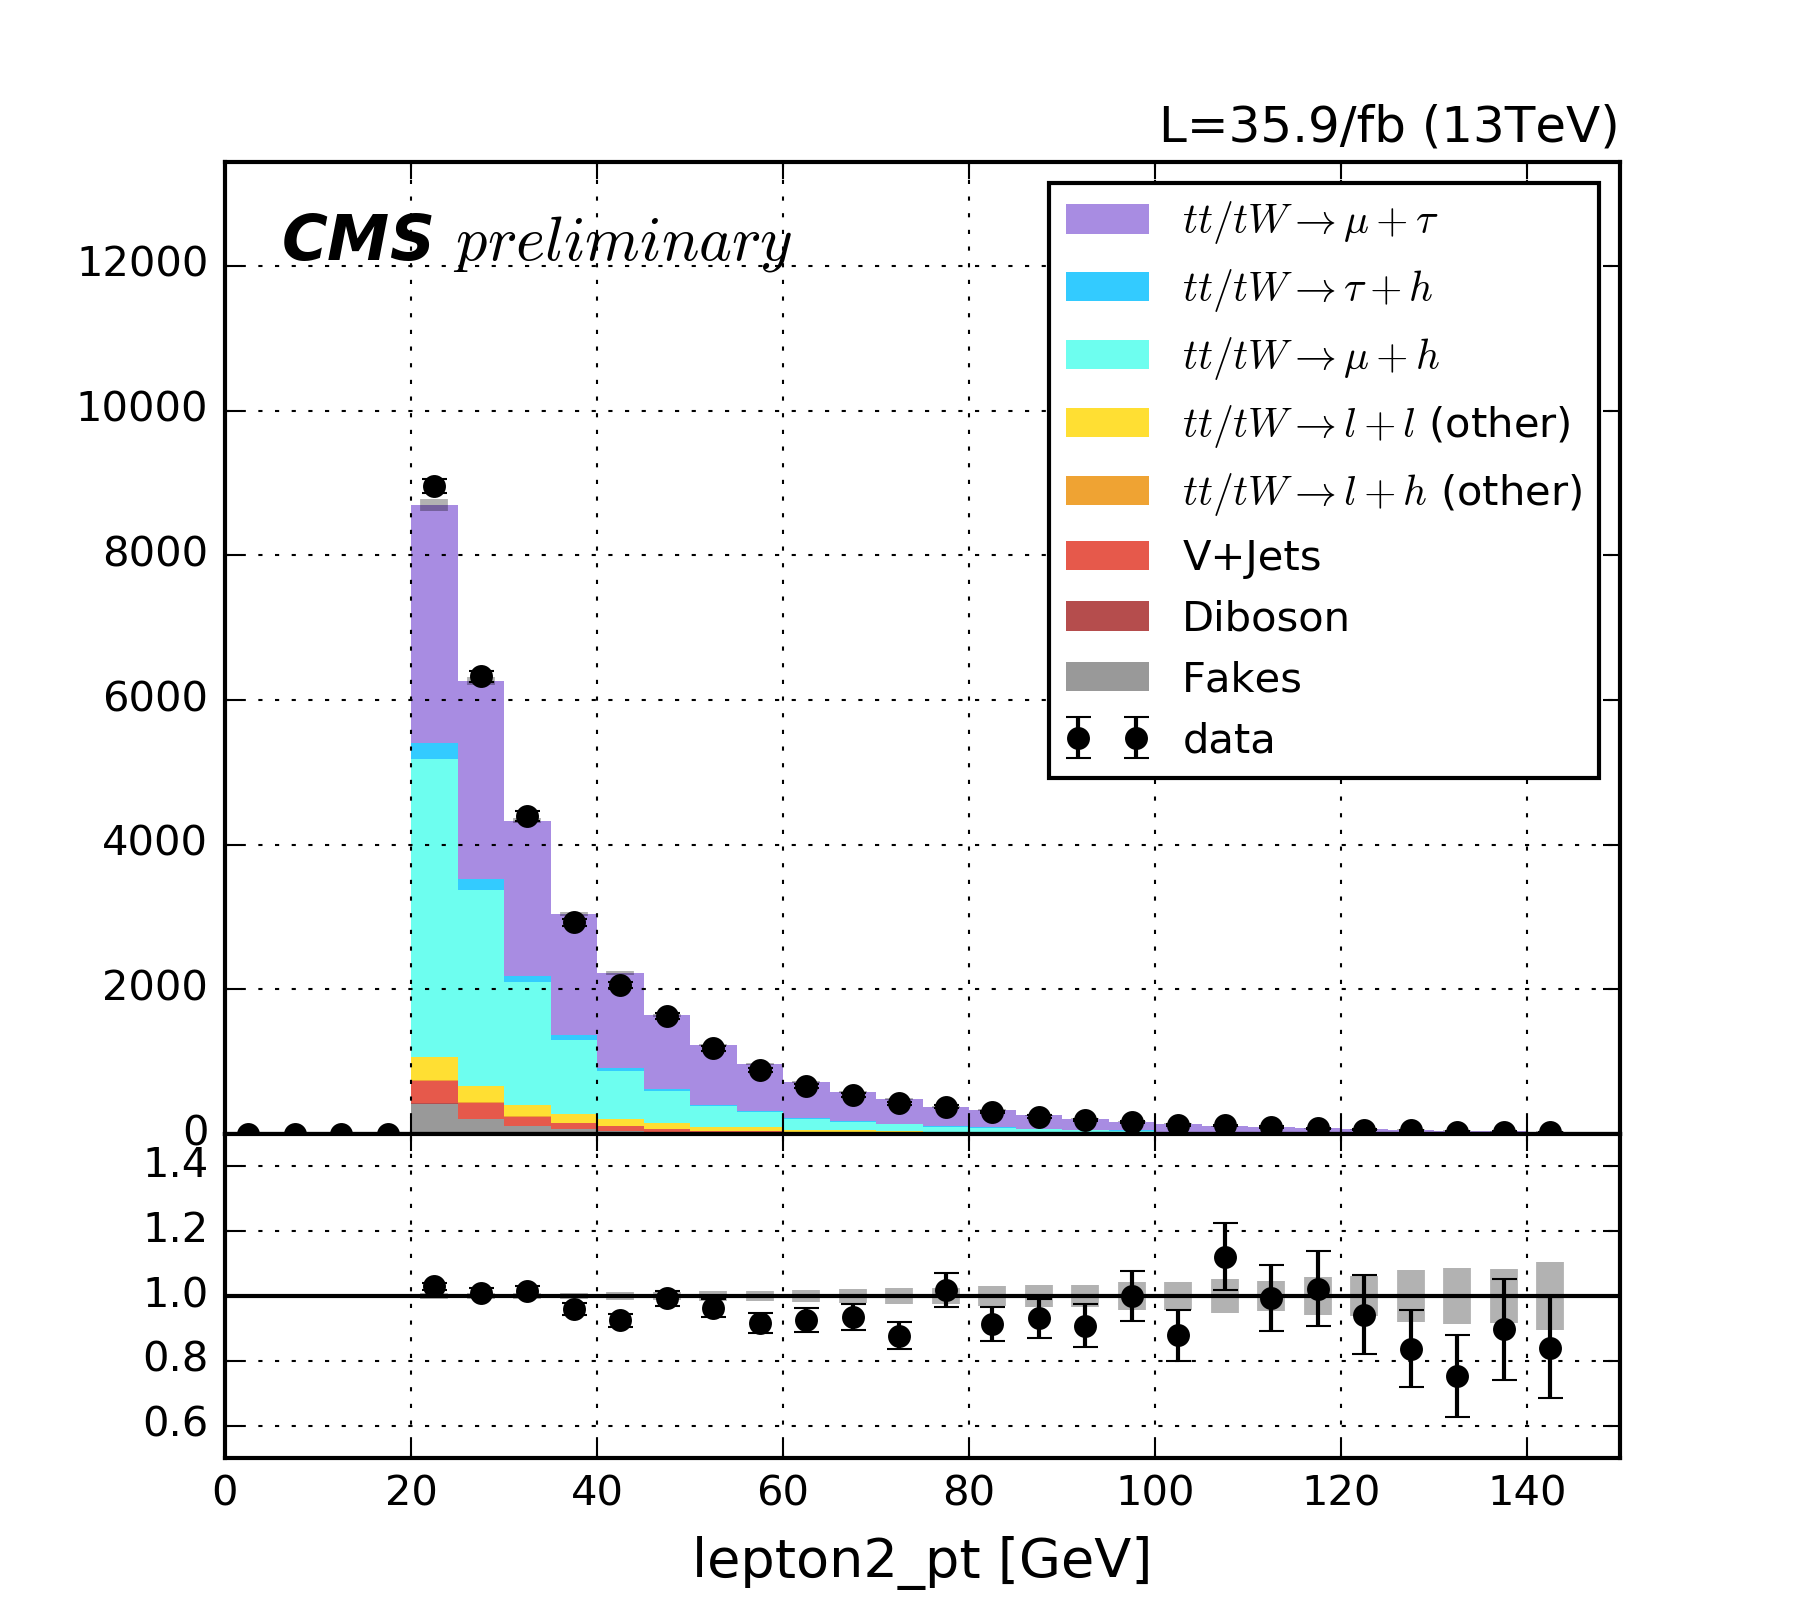 L=35.9/fb (13TeV)
CMS preliminary
tt/tW→μ+τ
tt/tW→τ+h
tt/tW→μ+h
tt/tW→l+l (other)
tt/tW→l+h (other)
V+Jets
Diboson
Fakes
data
12000
10000
8000
6000
4000
2000
0
1.4
1.2
1.0
0.8
0.6
0 20 40 60 80 100 120 140
lepton2_pt [GeV]